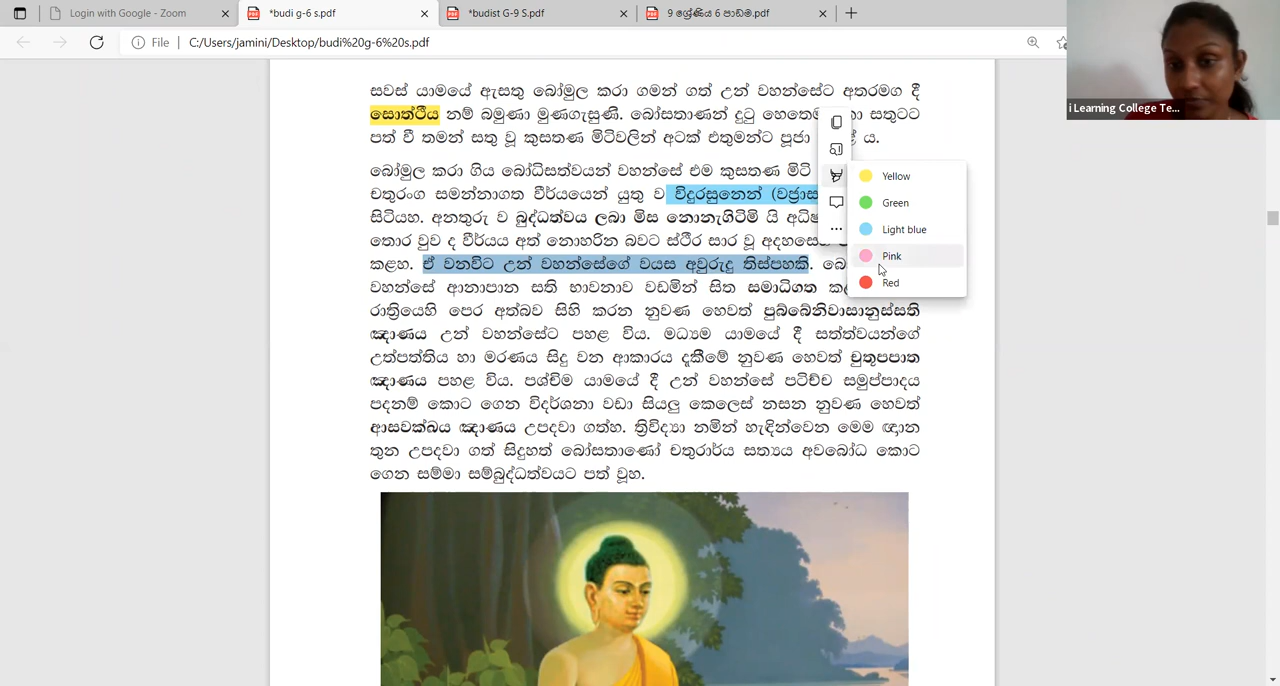 Login with Google - Zoom
*budi g-6 s.pdf
*budist G-9 S.pdf
9 ශ්‍රේණිය 6 පාඩම.pdf
File
C:/Users/jamini/Desktop/budi%20g-6%20s.pdf
i Learning College Te...
සවස් යාමයේ ඇසතු බෝමුල කරා ගමන් ගත් උන් වහන්සේට අතරමග දී
සොත්ථිය නම් බමුණා මුණගැසුණි. බෝසතාණන් දුටු හෙතෙම සතුටට
පත් වී තමන් සතු වූ කුසතණ මිටිවලින් අටක් එතුමන්ට පූජා ය.
බෝමුල කරා ගිය බෝධිසත්වයන් වහන්සේ එම කුසතණ මිටි
චතුරංග සමන්නාගත වීර්යයෙන් යුතු ව විදුරසුනෙන් (වජ්‍රාස
සිටියහ. අනතුරු ව බුද්ධත්වය ලබා මිස නොනැගිටිමි යි අධිෂ්
තොර වුව ද වීර්යය අත් නොහරින බවට ස්ථීර සාර වූ අදහසෙ
කළහ. ඒ වනවිට උන් වහන්සේගේ වයස අවුරුදු තිස්පහකි. බෝ
වහන්සේ ආනාපාන සති භාවනාව වඩමින් සිත සමාධිගත ක
රාත්‍රියෙහි පෙර අත්බව සිහි කරන නුවණ හෙවත් පුබ්බේනිවාසානුස්සති
ඤාණය උන් වහන්සේට පහළ විය. මධ්‍යම යාමයේ දී සත්ත්වයන්ගේ
උත්පත්තිය හා මරණය සිදු වන ආකාරය දැකීමේ නුවණ හෙවත් චුතූපපාත
ඤාණය පහළ විය. පශ්චිම යාමයේ දී උන් වහන්සේ පටිච්ච සමුප්පාදය
පදනම් කොට ගෙන විදර්ශනා වඩා සියලු කෙලෙස් නසන නුවණ හෙවත්
ආසවක්ඛය ඤාණය උපදවා ගත්හ. ත්‍රිවිද්‍යා නමින් හැඳින්වෙන මෙම ඥාන
තුන උපදවා ගත් සිදුහත් බෝසතාණෝ චතුරාර්ය සත්‍යය අවබෝධ කොට
ගෙන සම්මා සම්බුද්ධත්වයට පත් වූහ.
Yellow
Green
Light blue
Pink
Red